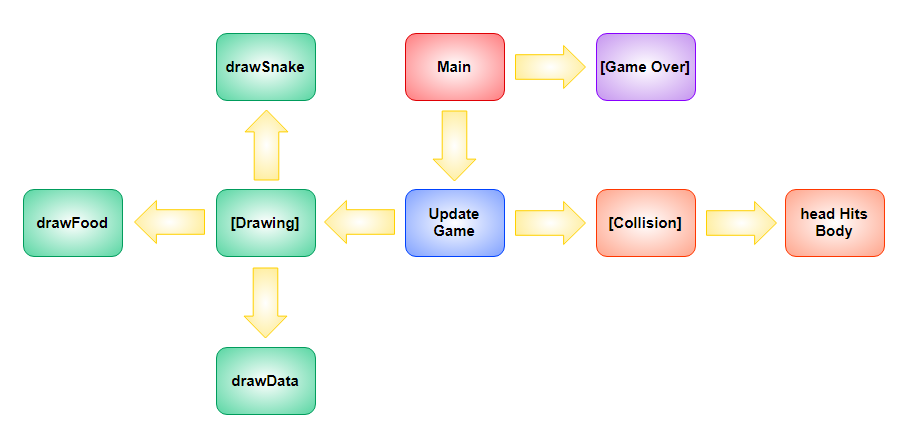 drawSnake
Main
[Game Over]
drawFood
[Drawing]
Update
Game
[Collision]
head Hits
Body
drawData